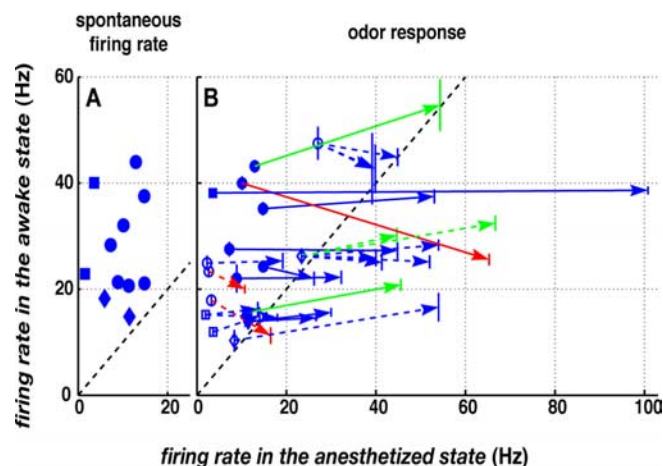 spontaneous
firing rate
odor response
A
B
firing rate in the awake state (Hz)
60
40
20
0
0 20
0 20 40 60 80 100
firing rate in the anesthetized state (Hz)